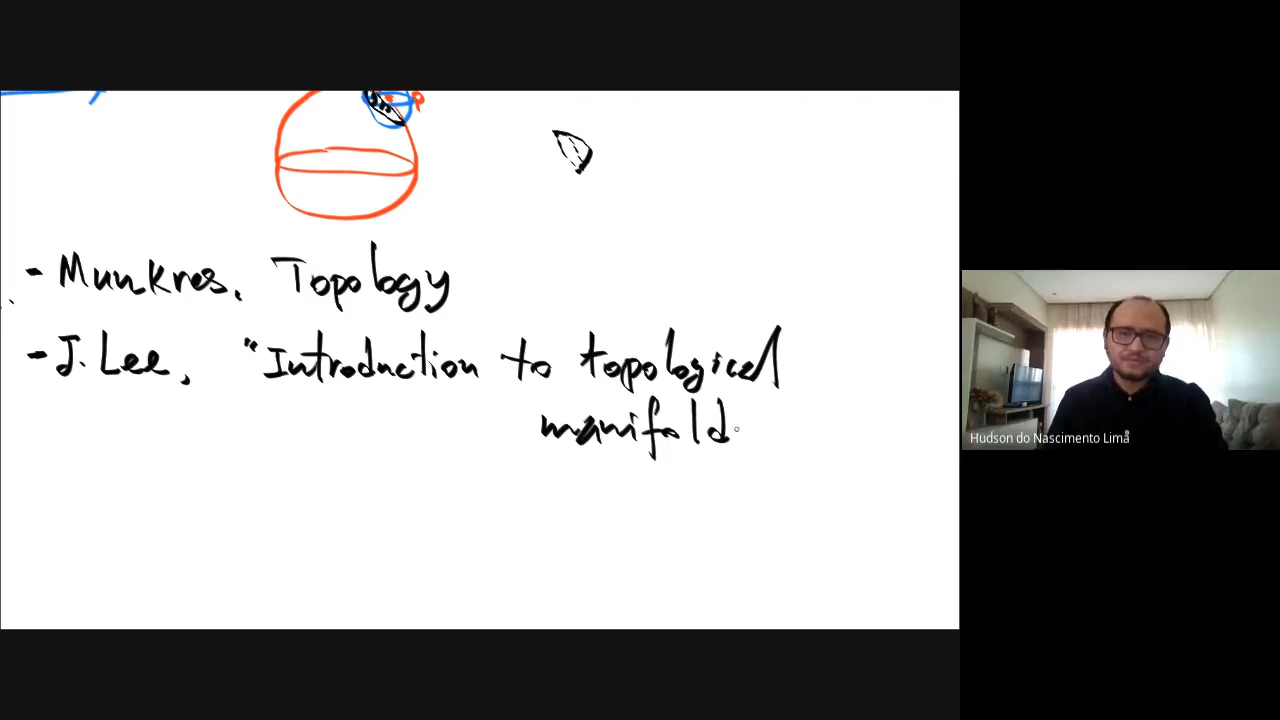 P
- Munkres, Topology
- J. Lee, "Introduction to topological
manifold
Hudson do Nascimento Lima